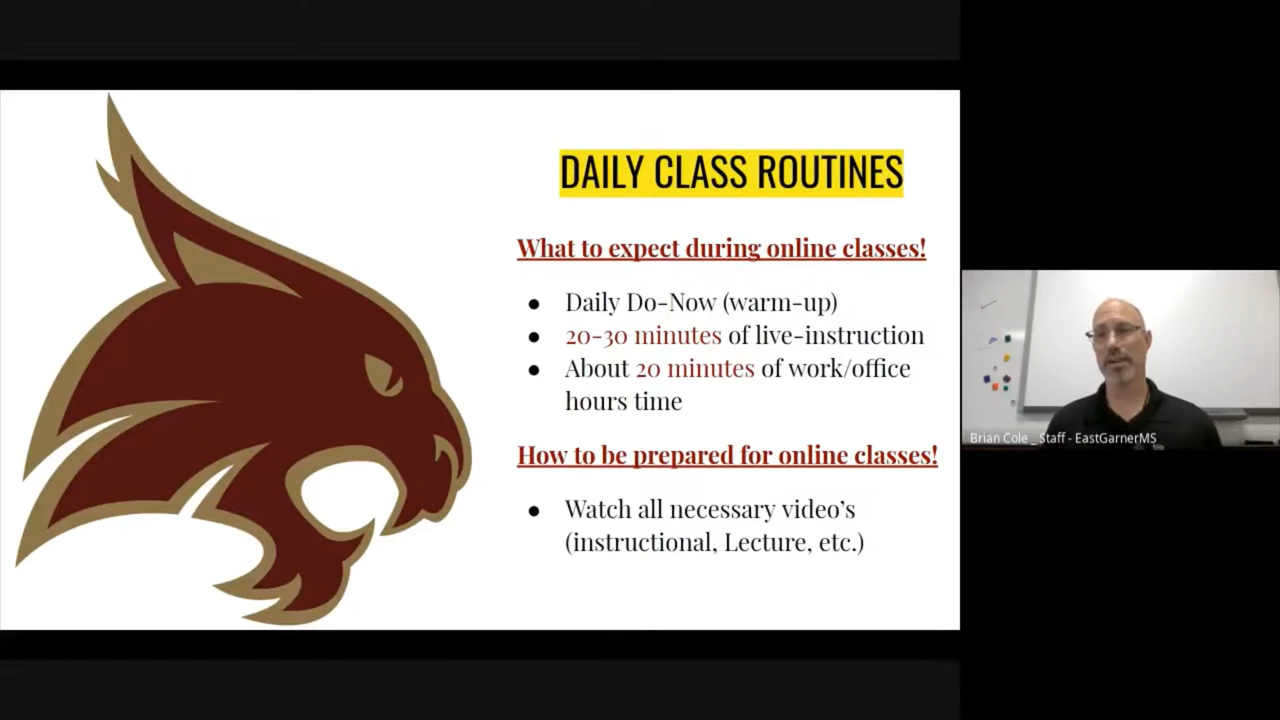 DAILY CLASS ROUTINES
What to expect during online classes!
● Daily Do-Now (warm-up)
● 20-30 minutes of live-instruction
● About 20 minutes of work/office
hours time
How to be prepared for online classes!
● Watch all necessary video's
(instructional, Lecture, etc.)
Brian Cole _ Staff - EastGarnerMS